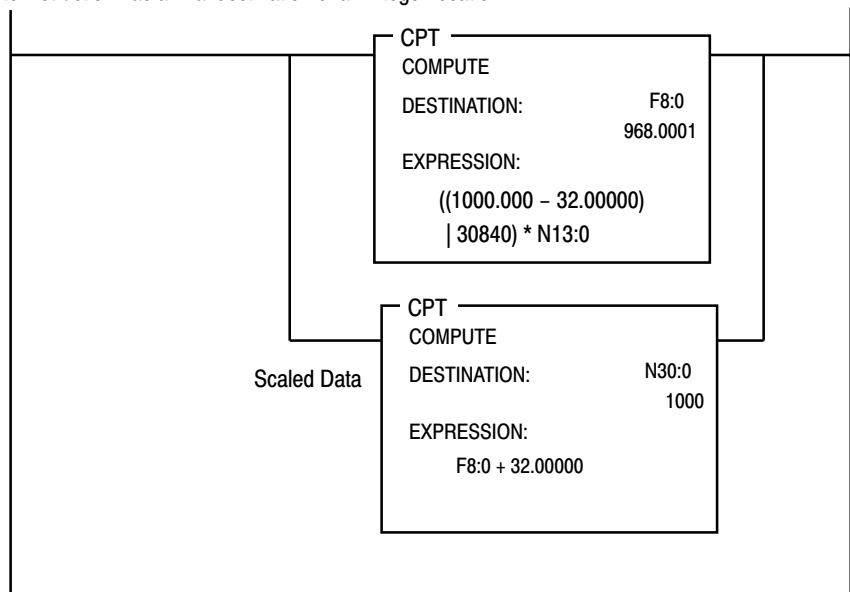 CPT
COMPUTE
DESTINATION: F8:0
968.0001
EXPRESSION:
((1000.000 – 32.00000)
| 30840) * N13:0
CPT
COMPUTE
Scaled Data DESTINATION: N30:0
1000
EXPRESSION:
F8:0 + 32.00000